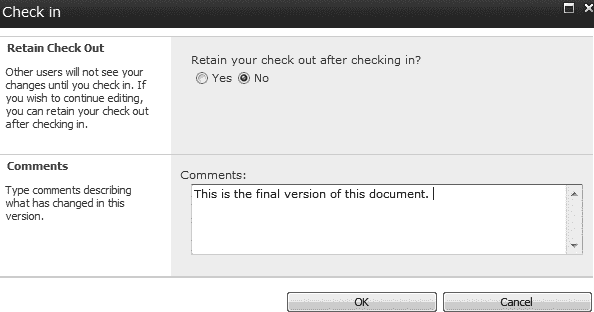 Check in
Retain Check Out
Other users will not see your
changes until you check in. If
you wish to continue editing,
you can retain your check out
after checking in.
Retain your check out after checking in?
Yes No
Comments
Type comments describing
what has changed in this
version.
Comments:
This is the final version of this document.
OK Cancel